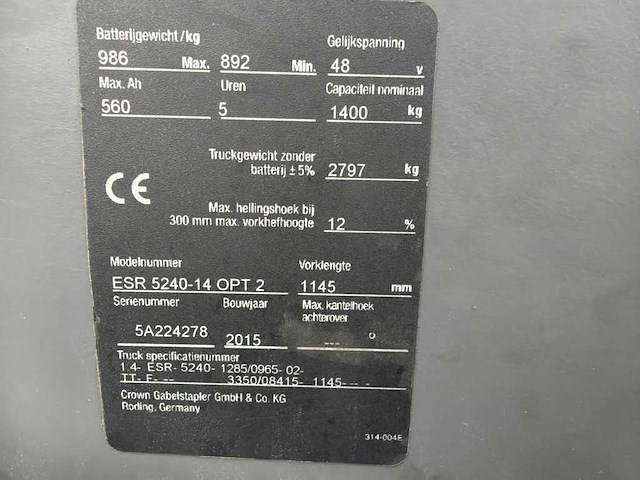 Batterijgewicht/kg Gelijkspanning
986 Max. 892 Min. 48 v
Max. Ah Uren Capaciteit nominaal
560 5 1400 kg
Truckgewicht zonder
batterij ± 5% 2797 kg
CE
Max. hellingshoek bij
300 mm max. vorkhefhoogte 12 %
Modelnummer Vorklengte
ESR 5240-14 OPT 2 1145 mm
Serienummer Bouwjaar Max. kantelhoek
achterover
5A224278 2015 --- °
Truck specificatienummer
1.4- ESR- 5240- 1285/0965- 02-
TT- F- -- 3350/08415- 1145- -- -
Crown Gabelstapler GmbH & Co. KG
Roding, Germany
314-004E